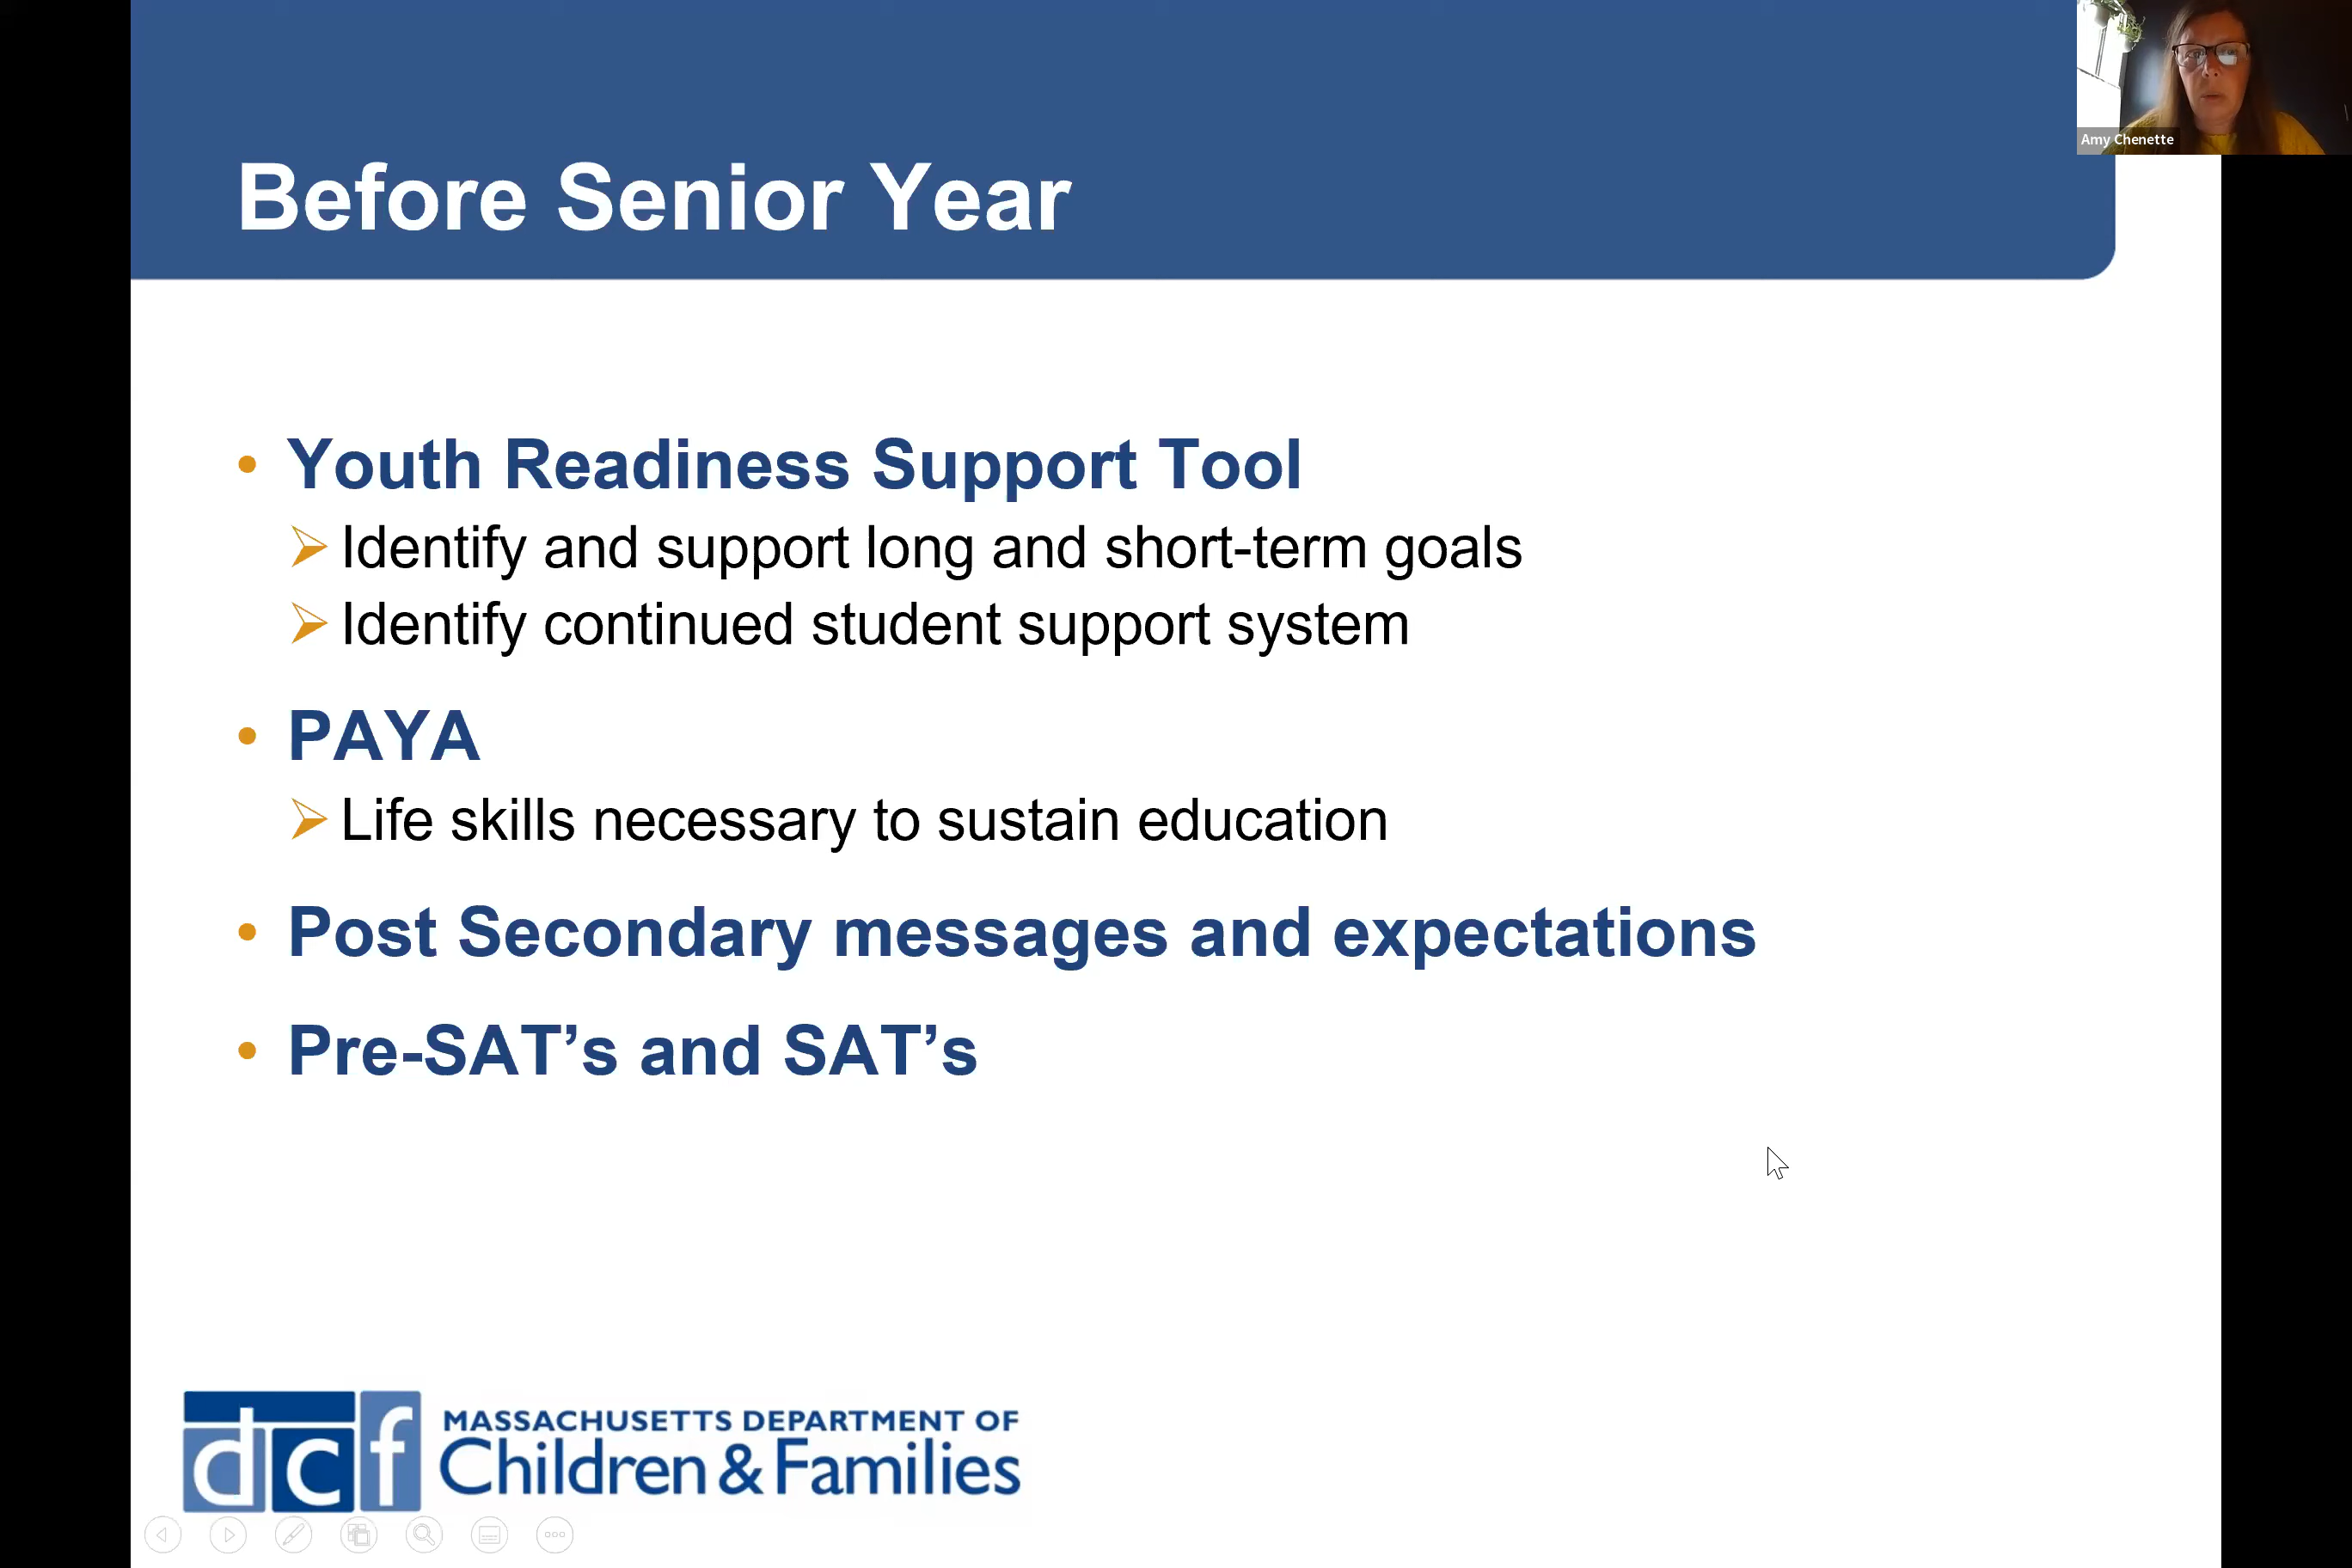 Amy Chenette
Before Senior Year
• Youth Readiness Support Tool
➢ Identify and support long and short-term goals
➢ Identify continued student support system
• PAYA
➢ Life skills necessary to sustain education
• Post Secondary messages and expectations
• Pre-SAT’s and SAT’s
dcf
MASSACHUSETTS DEPARTMENT OF
Children & Families